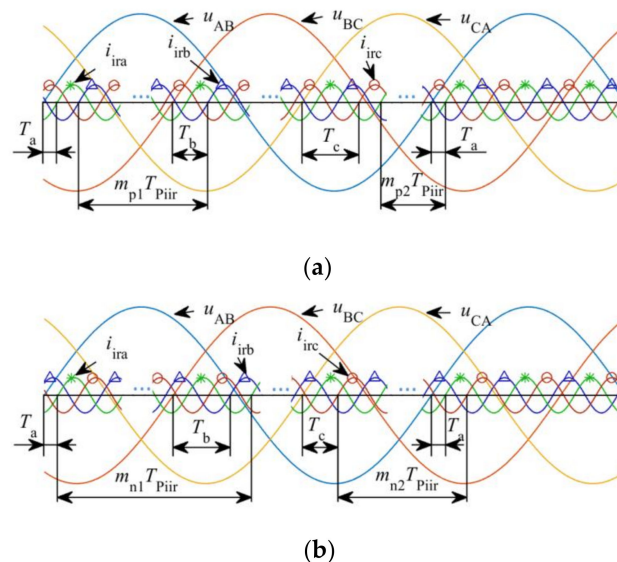 u_AB u_BC u_CA
i_ira i_irb i_irc
T_a T_b T_c T_a
m_p1 T_Piir m_p2 T_Piir
(a)
u_AB u_BC u_CA
i_ira i_irb i_irc
T_a T_b T_c T_a
m_n1 T_Piir m_n2 T_Piir
(b)